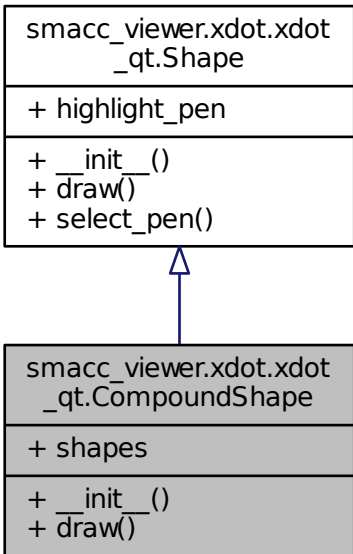 smacc_viewer.xdot.xdot
_qt.Shape
+ highlight_pen
+ __init__()
+ draw()
+ select_pen()
smacc_viewer.xdot.xdot
_qt.CompoundShape
+ shapes
+ __init__()
+ draw()